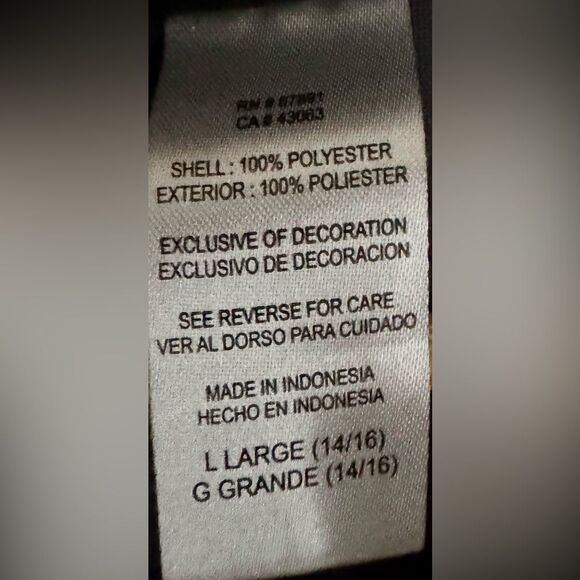 RN # 87891
CA # 43063
SHELL : 100% POLYESTER
EXTERIOR : 100% POLIESTER
EXCLUSIVE OF DECORATION
EXCLUSIVO DE DECORACION
SEE REVERSE FOR CARE
VER AL DORSO PARA CUIDADO
MADE IN INDONESIA
HECHO EN INDONESIA
L LARGE (14/16)
G GRANDE (14/16)